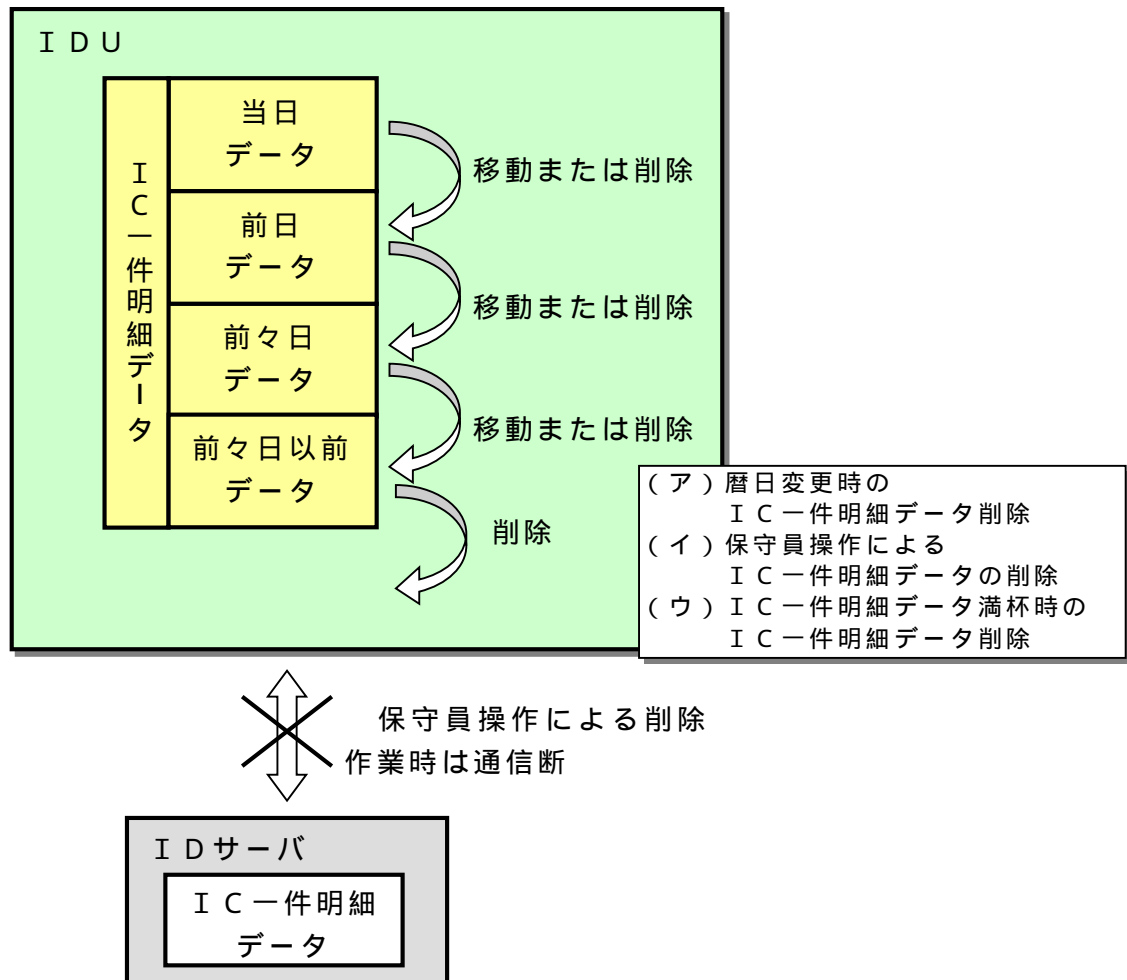 ＩＤＵ
ＩＣ一件明細データ
当日
データ
移動または削除
前日
データ
移動または削除
前々日
データ
移動または削除
前々日以前
データ
削除
（ア）暦日変更時の
ＩＣ一件明細データ削除
（イ）保守員操作による
ＩＣ一件明細データの削除
（ウ）ＩＣ一件明細データ満杯時の
ＩＣ一件明細データ削除
保守員操作による削除
作業時は通信断
ＩＤサーバ
ＩＣ一件明細
データ